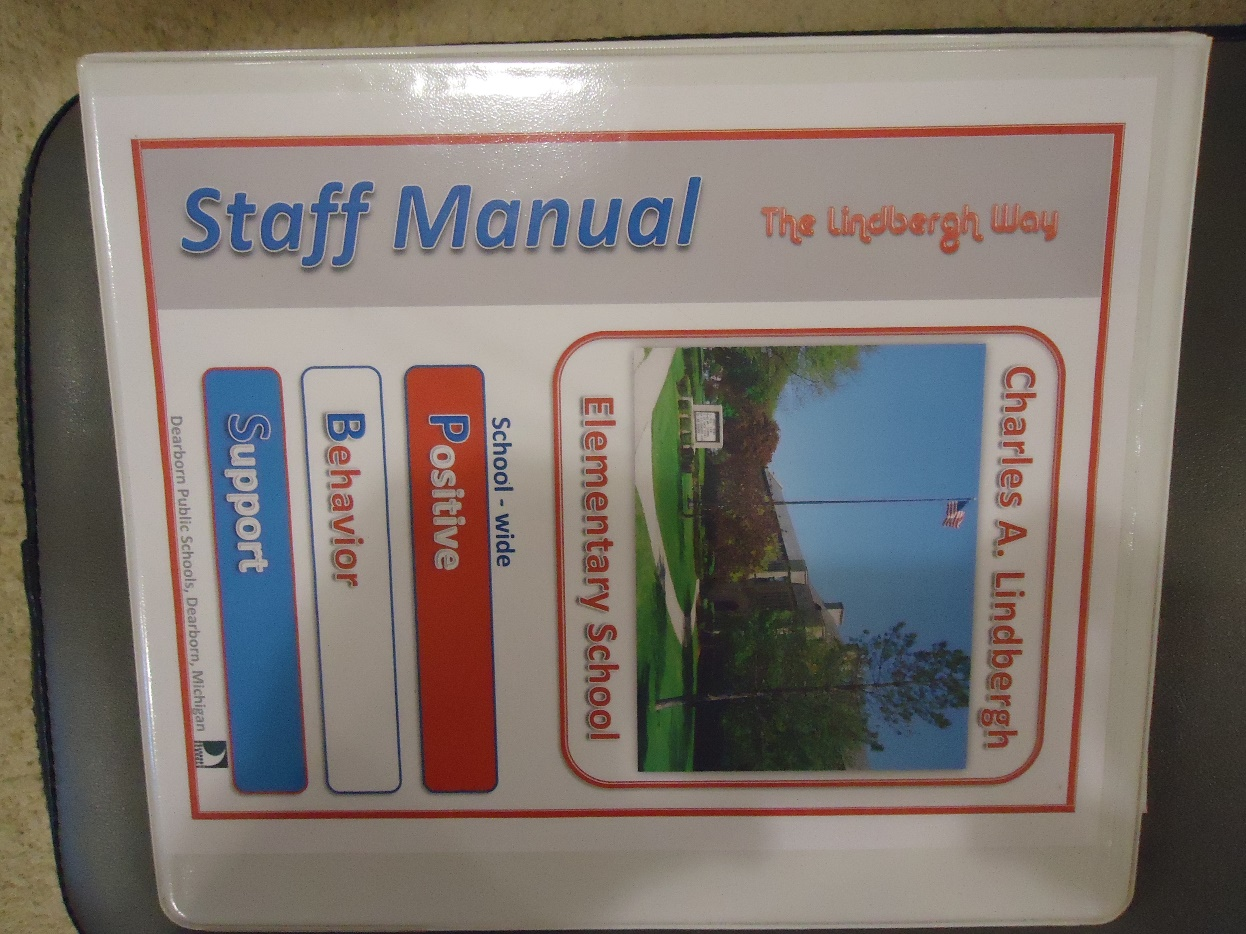 Charles A. Lindbergh
Elementary School
School - wide
Positive
Behavior
Support
Dearborn Public Schools, Dearborn, Michigan
The Lindbergh Way
Staff Manual